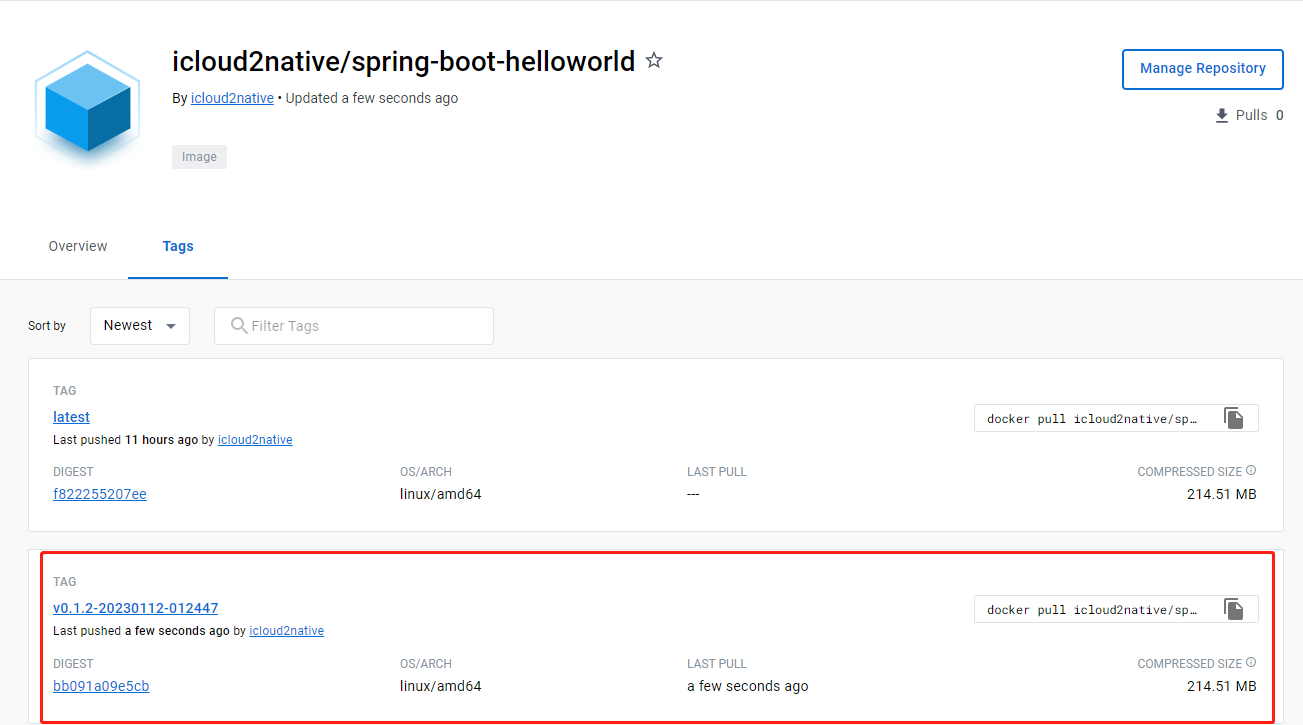 icloud2native/spring-boot-helloworld
By icloud2native • Updated a few seconds ago
Manage Repository
Pulls 0
Image
Overview Tags
Sort by Newest Filter Tags
TAG
latest
docker pull icloud2native/sp…
Last pushed 11 hours ago by icloud2native
DIGEST OS/ARCH LAST PULL COMPRESSED SIZE
f822255207ee linux/amd64 --- 214.51 MB
TAG
v0.1.2-20230112-012447
docker pull icloud2native/sp…
Last pushed a few seconds ago by icloud2native
DIGEST OS/ARCH LAST PULL COMPRESSED SIZE
bb091a09e5cb linux/amd64 a few seconds ago 214.51 MB